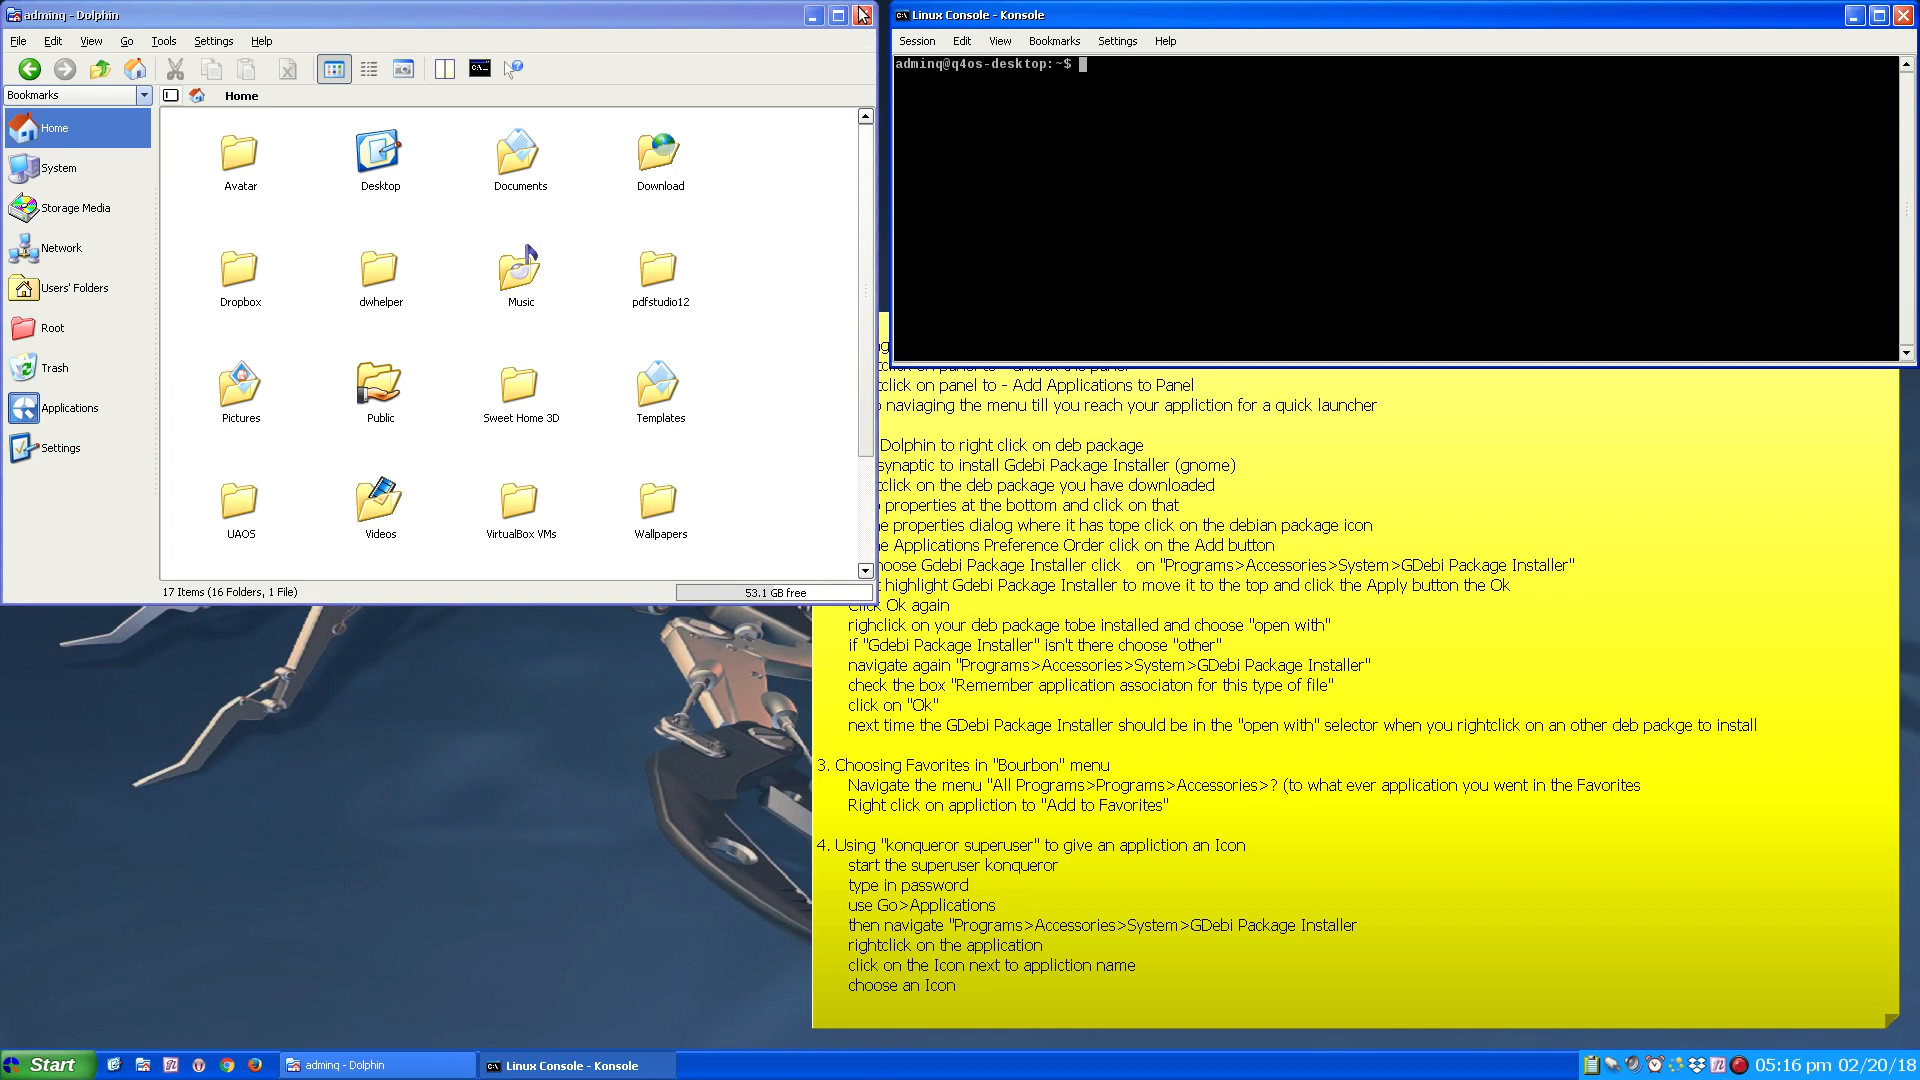 adminq - Dolphin
File Edit View Go Tools Settings Help
Bookmarks
Home
Home
System
Storage Media
Network
Users' Folders
Root
Trash
Applications
Settings
Avatar Desktop Documents Download
Dropbox dwhelper Music pdfstudio12
Pictures Public Sweet Home 3D Templates
UAOS Videos VirtualBox VMs Wallpapers
17 Items (16 Folders, 1 File)
53.1 GB free
Linux Console - Konsole
Session Edit View Bookmarks Settings Help
adminq@q4os-desktop:~$
click on panel to - Add Applications to Panel
naviaging the menu till you reach your appliction for a quick launcher
Dolphin to right click on deb package
synaptic to install Gdebi Package Installer (gnome)
click on the deb package you have downloaded
properties at the bottom and click on that
properties dialog where it has tope click on the debian package icon
Applications Preference Order click on the Add button
Gdebi Package Installer click on "Programs>Accessories>System>GDebi Package Installer"
highlight Gdebi Package Installer to move it to the top and click the Apply button the Ok
Click Ok again
righclick on your deb package tobe installed and choose "open with"
if "Gdebi Package Installer" isn't there choose "other"
navigate again "Programs>Accessories>System>GDebi Package Installer"
check the box "Remember application associaton for this type of file"
click on "Ok"
next time the GDebi Package Installer should be in the "open with" selector when you rightclick on an other deb packge to install
3. Choosing Favorites in "Bourbon" menu
Navigate the menu "All Programs>Programs>Accessories>? (to what ever application you went in the Favorites
Right click on appliction to "Add to Favorites"
4. Using "konqueror superuser" to give an appliction an Icon
start the superuser konqueror
type in password
use Go>Applications
then navigate "Programs>Accessories>System>GDebi Package Installer
rightclick on the application
click on the Icon next to appliction name
choose an Icon
Start
adminq - Dolphin
Linux Console - Konsole
05:16 pm 02/20/18